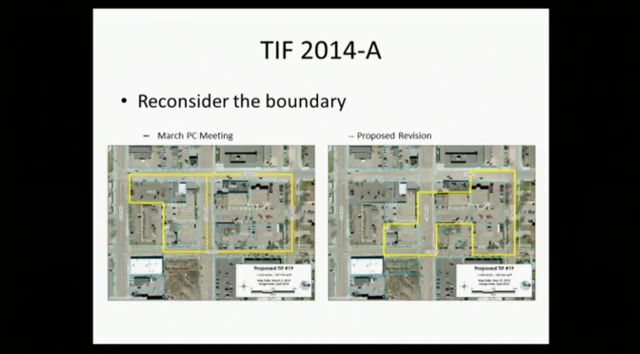 TIF 2014-A
• Reconsider the boundary
– March PC Meeting
-- Proposed Revision
Proposed TIF #19
Proposed TIF #19